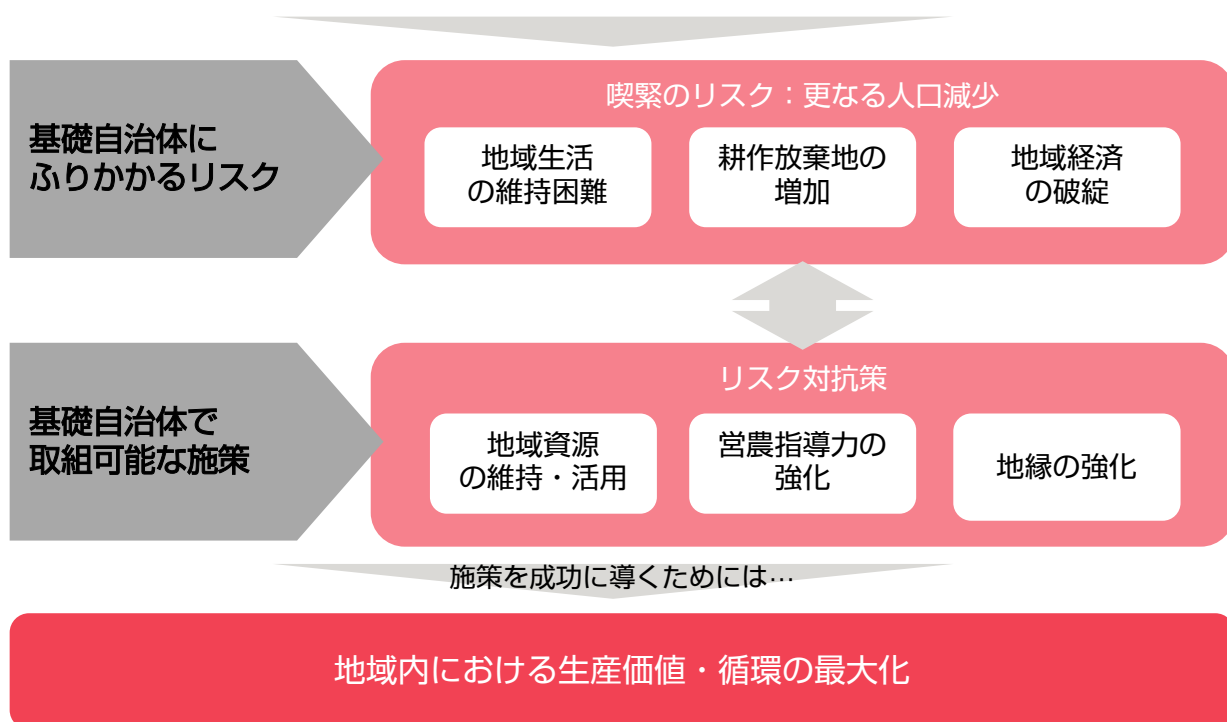 喫緊のリスク：更なる人口減少
基礎自治体に
ふりかかるリスク
地域生活
の維持困難
耕作放棄地の
増加
地域経済
の破綻
リスク対抗策
基礎自治体で
取組可能な施策
地域資源
の維持・活用
営農指導力の
強化
地縁の強化
施策を成功に導くためには…
地域内における生産価値・循環の最大化